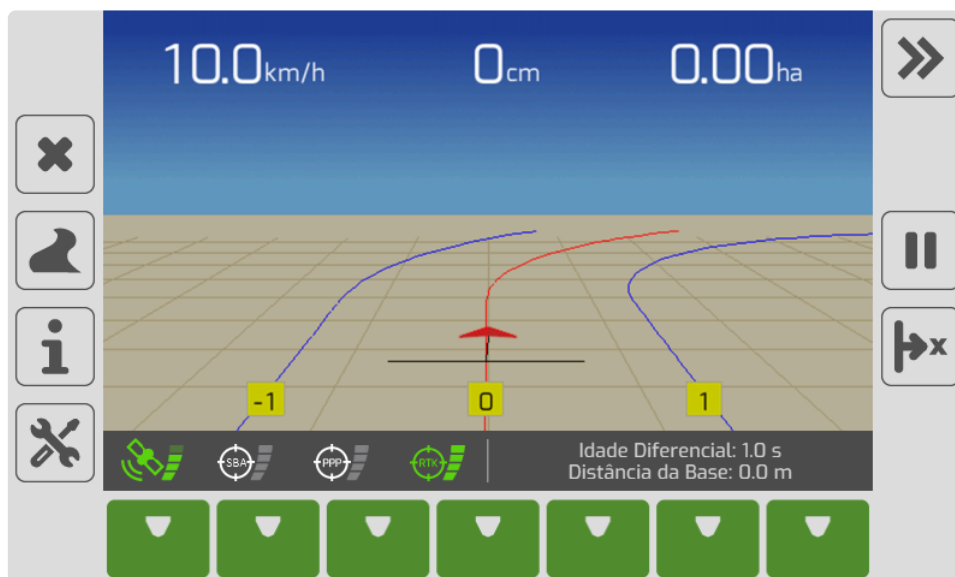 10.0km/h
0cm
0.00ha
x
-1
0
1
SBA
PPP
RTK
Idade Diferencial: 1.0 s
Distância da Base: 0.0 m